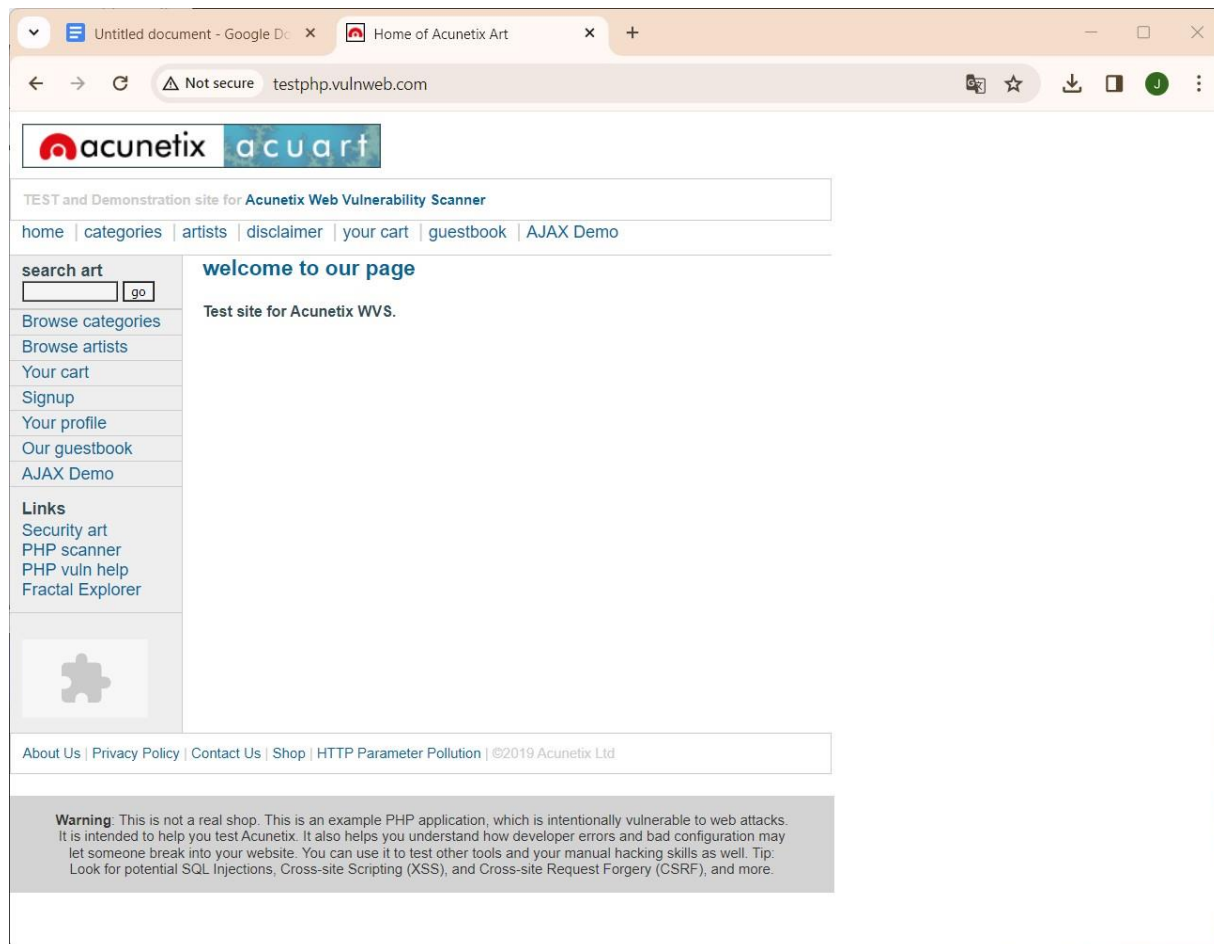 Untitled document - Google Do
Home of Acunetix Art
Not secure testphp.vulnweb.com
J
acunetix acuart
TEST and Demonstration site for Acunetix Web Vulnerability Scanner
home | categories | artists | disclaimer | your cart | guestbook | AJAX Demo
search art
go
Browse categories
Browse artists
Your cart
Signup
Your profile
Our guestbook
AJAX Demo
Links
Security art
PHP scanner
PHP vuln help
Fractal Explorer
welcome to our page
Test site for Acunetix WVS.
About Us | Privacy Policy | Contact Us | Shop | HTTP Parameter Pollution | ©2019 Acunetix Ltd
Warning: This is not a real shop. This is an example PHP application, which is intentionally vulnerable to web attacks.
It is intended to help you test Acunetix. It also helps you understand how developer errors and bad configuration may
let someone break into your website. You can use it to test other tools and your manual hacking skills as well. Tip:
Look for potential SQL Injections, Cross-site Scripting (XSS), and Cross-site Request Forgery (CSRF), and more.